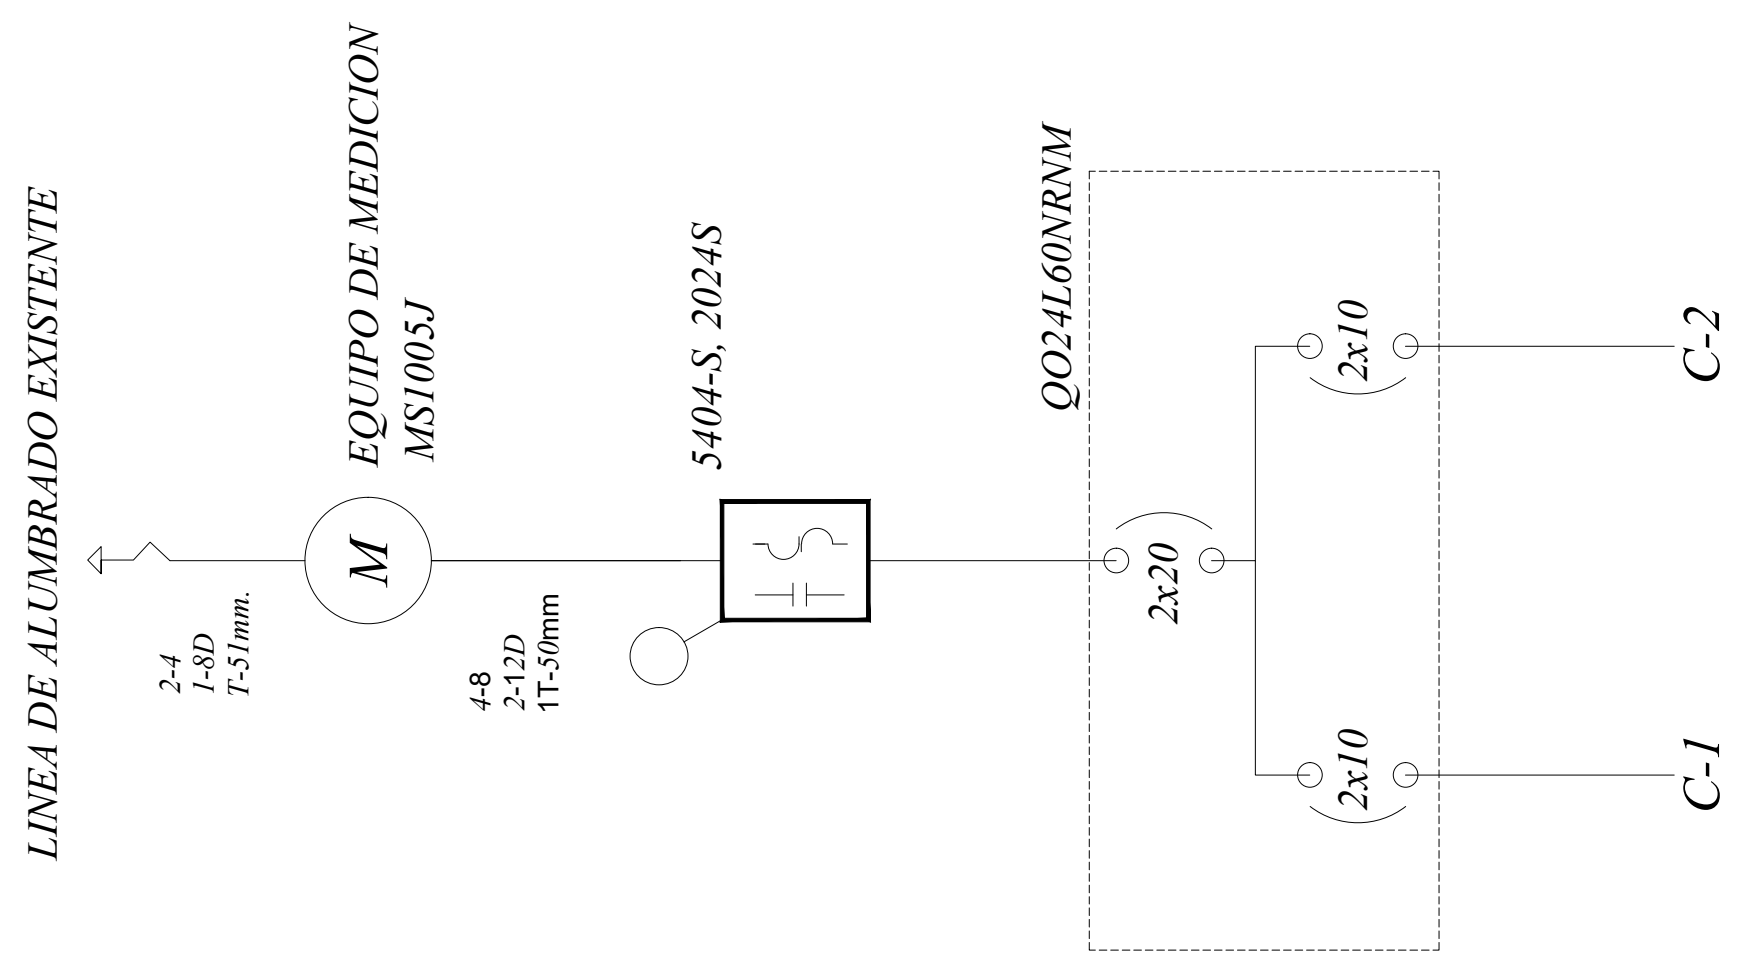 LINEA DE ALUMBRADO EXISTENTE
2-4
1-8D
T-51mm.
EQUIPO DE MEDICION
MS1005J
M
4-8
2-12D
1T-50mm
5404-S, 2024S
QO24L60NRNM
2x20
2x10
2x10
C-1
C-2